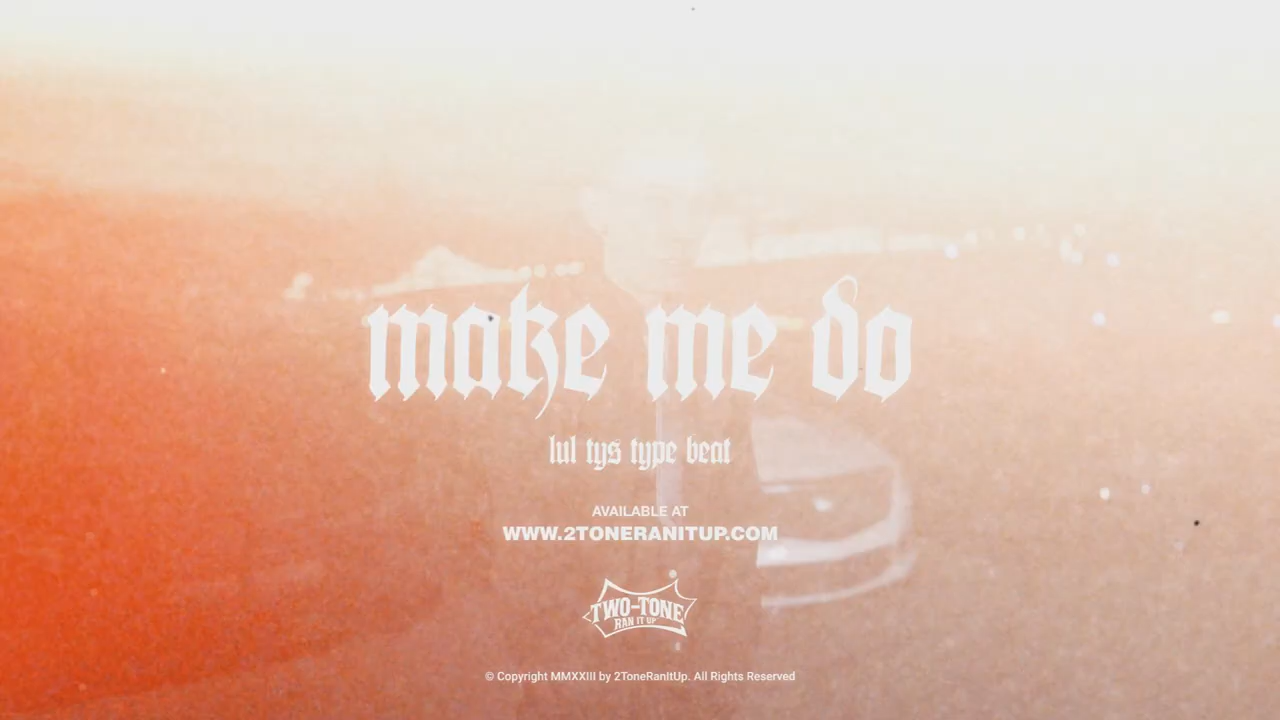 make me do
lul tys type beat
AVAILABLE AT
WWW.2TONERANITUP.COM
TWO-TONE
RAN IT UP
© Copyright MMXXIII by 2ToneRanItUp. All Rights Reserved